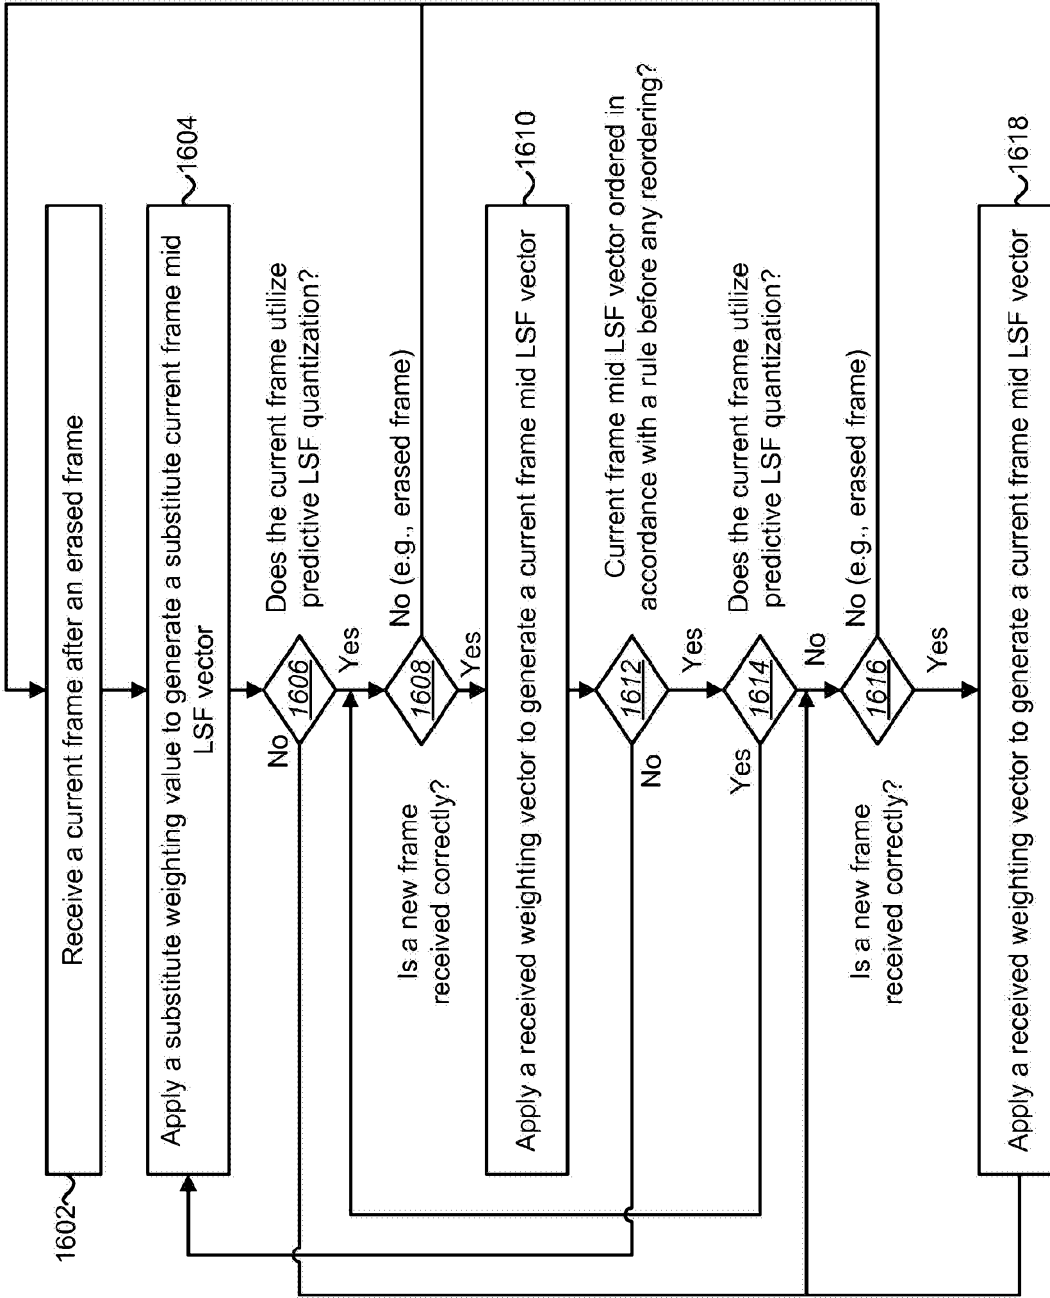 1602
Receive a current frame after an erased frame
1604
Apply a substitute weighting value to generate a substitute current frame mid
LSF vector
Does the current frame utilize
predictive LSF quantization?
1606
No
Yes
Is a new frame
received correctly?
1608
No (e.g., erased frame)
Yes
1610
Apply a received weighting vector to generate a current frame mid LSF vector
Current frame mid LSF vector ordered in
accordance with a rule before any reordering?
1612
No
Yes
Does the current frame utilize
predictive LSF quantization?
1614
Yes
No
Is a new frame
received correctly?
1616
No (e.g., erased frame)
Yes
1618
Apply a received weighting vector to generate a current frame mid LSF vector